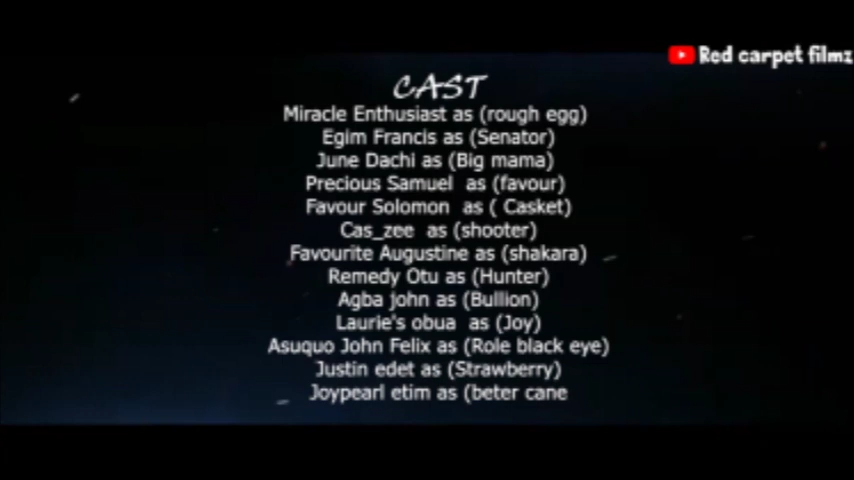 Red carpet filmz
CAST
Miracle Enthusiast as (rough egg)
Egim Francis as (Senator)
June Dachi as (Big mama)
Precious Samuel  as (favour)
Favour Solomon  as ( Casket)
Cas_zee  as (shooter)
Favourite Augustine as (shakara)
Remedy Otu as (Hunter)
Agba john as (Bullion)
Laurie's obua  as (Joy)
Asuquo John Felix as (Role black eye)
Justin edet as (Strawberry)
Joypearl etim as (beter cane